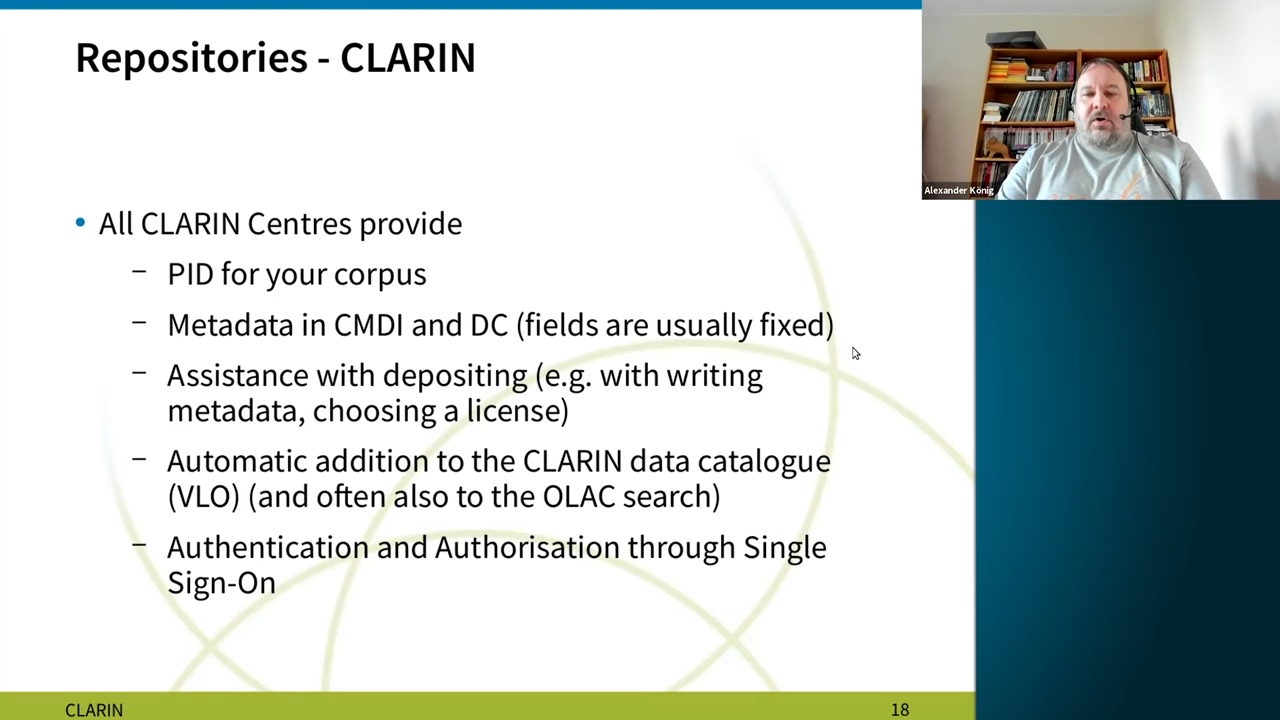 Repositories - CLARIN
Alexander König
• All CLARIN Centres provide
– PID for your corpus
– Metadata in CMDI and DC (fields are usually fixed)
– Assistance with depositing (e.g. with writing
metadata, choosing a license)
– Automatic addition to the CLARIN data catalogue
(VLO) (and often also to the OLAC search)
– Authentication and Authorisation through Single
Sign-On
CLARIN
18